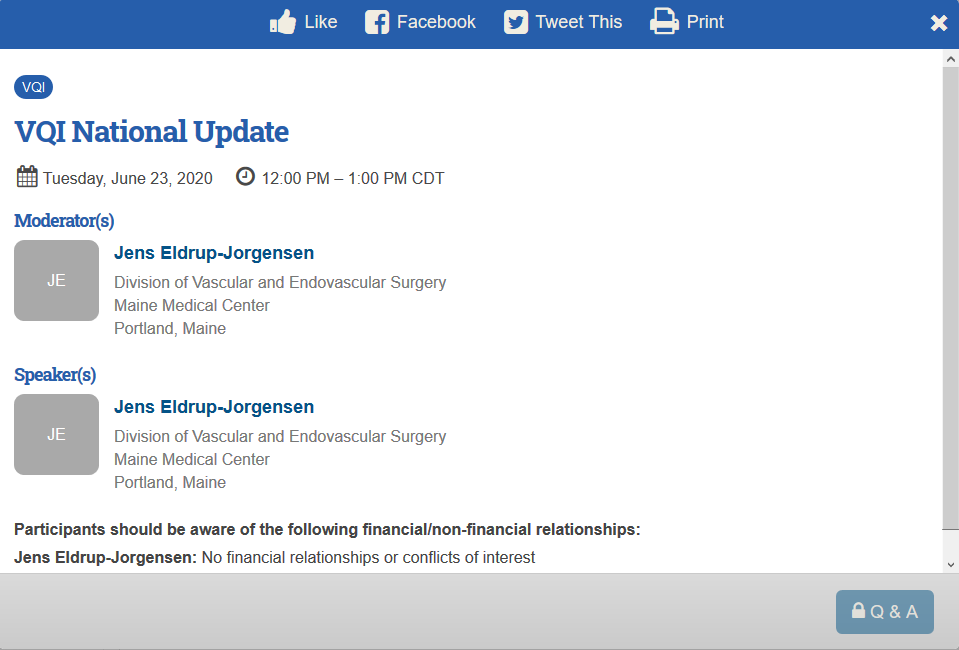 Like Facebook Tweet This Print
VQI
VQI National Update
Tuesday, June 23, 2020 12:00 PM – 1:00 PM CDT
Moderator(s)
JE
Jens Eldrup-Jorgensen
Division of Vascular and Endovascular Surgery
Maine Medical Center
Portland, Maine
Speaker(s)
JE
Jens Eldrup-Jorgensen
Division of Vascular and Endovascular Surgery
Maine Medical Center
Portland, Maine
Participants should be aware of the following financial/non-financial relationships:
Jens Eldrup-Jorgensen: No financial relationships or conflicts of interest
Q & A